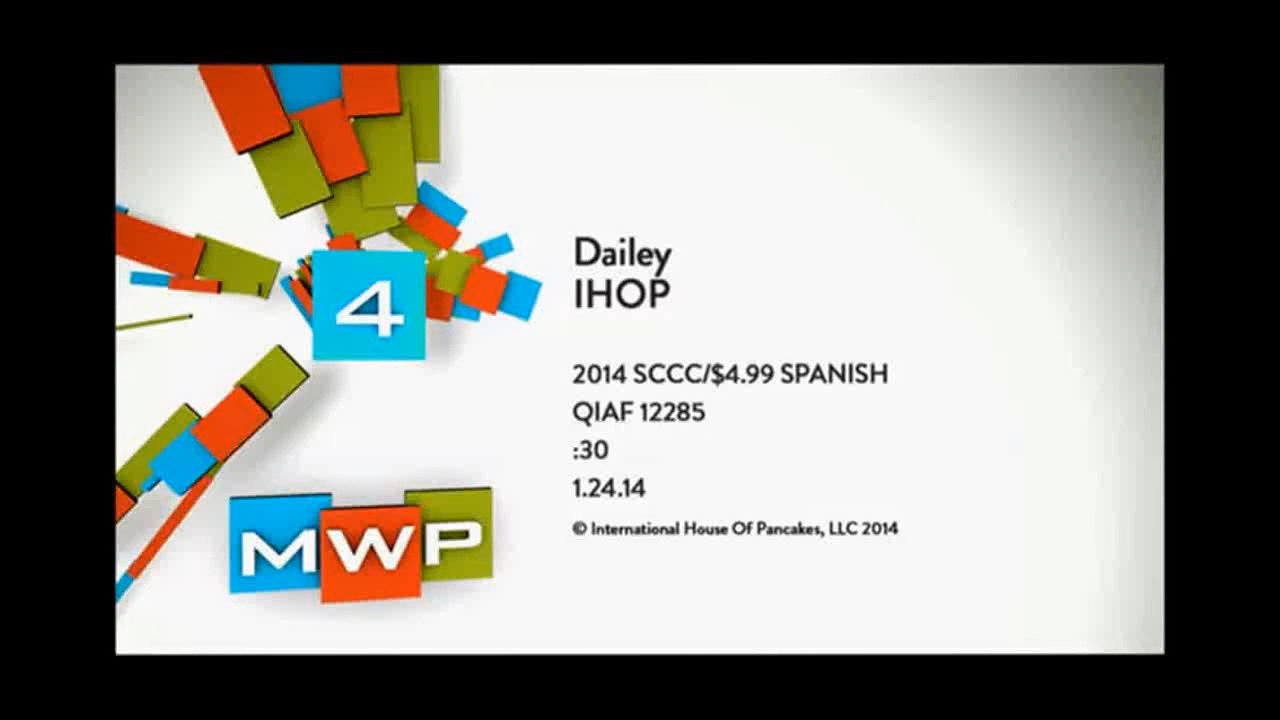 4
MWP
Dailey
IHOP
2014 SCCC/$4.99 SPANISH
QIAF 12285
:30
1.24.14
© International House Of Pancakes, LLC 2014